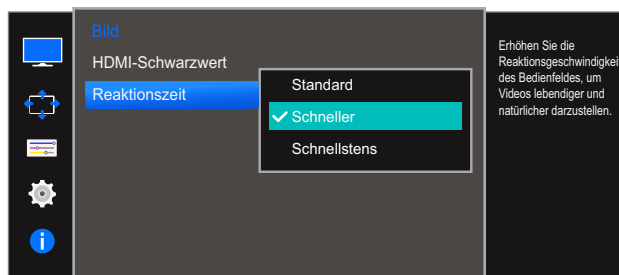 Bild
HDMI-Schwarzwert
Reaktionszeit
Standard
Schneller
Schnellstens
Erhöhen Sie die
Reaktionsgeschwindigkeit
des Bedienfeldes, um
Videos lebendiger und
natürlicher darzustellen.